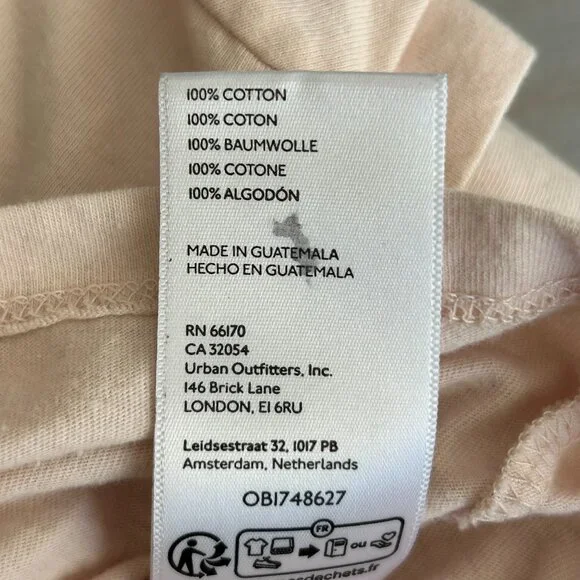 100% COTTON
100% COTON
100% BAUMWOLLE
100% COTONE
100% ALGODÓN
MADE IN GUATEMALA
HECHO EN GUATEMALA
RN 66170
CA 32054
Urban Outfitters, Inc.
146 Brick Lane
LONDON, E1 6RU
Leidsestraat 32, 1017 PB
Amsterdam, Netherlands
OB1748627
FR
OU